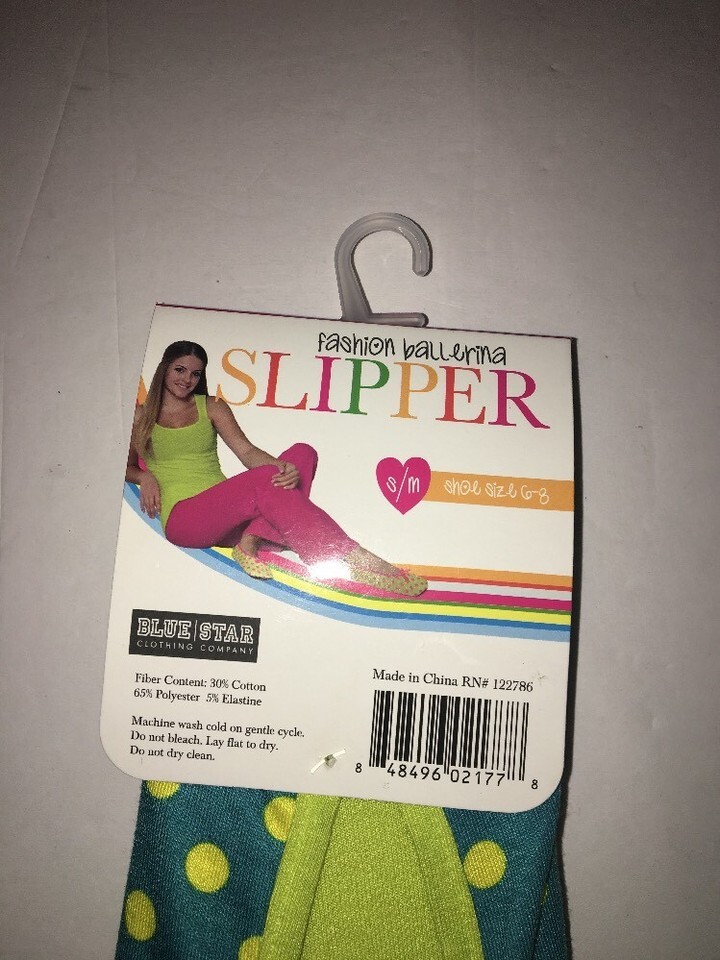 fashion ballerina
SLIPPER
s/m shoe size 6-8
BLUE STAR
CLOTHING COMPANY
Fiber Content: 30% Cotton
65% Polyester 5% Elastine
Machine wash cold on gentle cycle.
Do not bleach. Lay flat to dry.
Do not dry clean.
Made in China RN# 122786
8 48496 02177 8